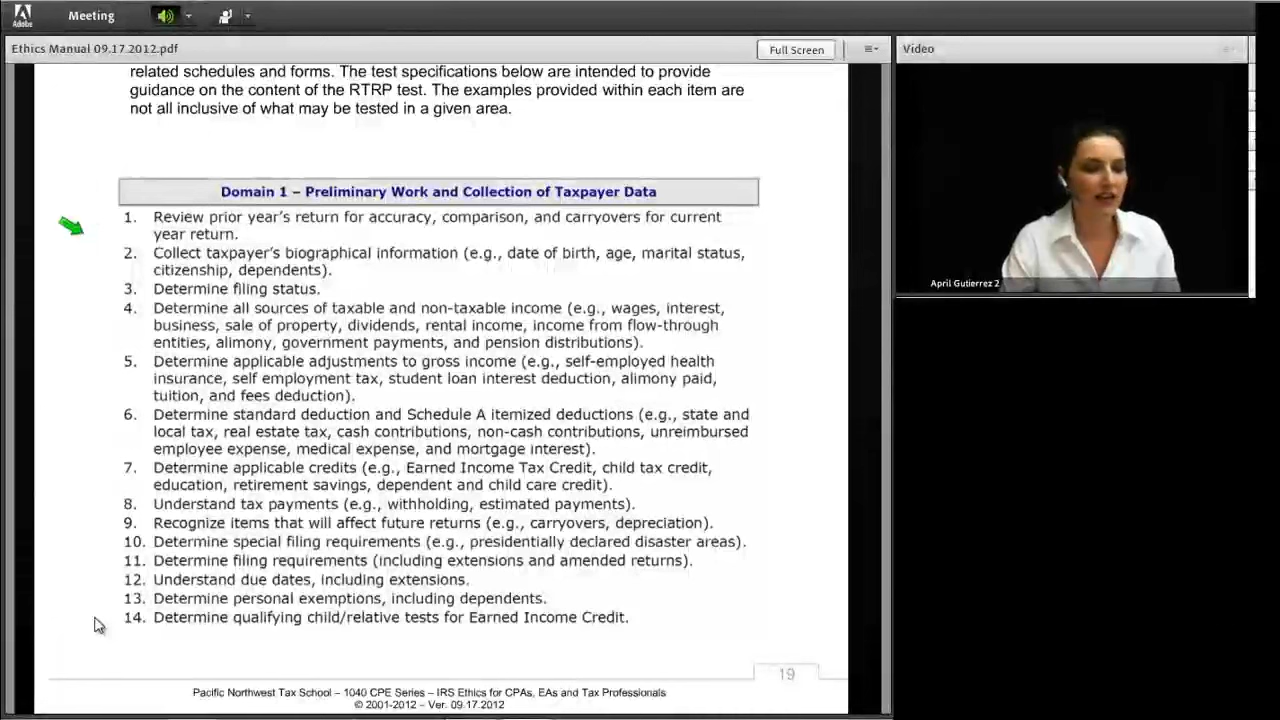 Adobe
Meeting
Ethics Manual 09.17.2012.pdf
Full Screen
Video
related schedules and forms. The test specifications below are intended to provide
guidance on the content of the RTRP test. The examples provided within each item are
not all inclusive of what may be tested in a given area.
Domain 1 – Preliminary Work and Collection of Taxpayer Data
1. Review prior year's return for accuracy, comparison, and carryovers for current
year return.
2. Collect taxpayer's biographical information (e.g., date of birth, age, marital status,
citizenship, dependents).
3. Determine filing status.
4. Determine all sources of taxable and non-taxable income (e.g., wages, interest,
business, sale of property, dividends, rental income, income from flow-through
entities, alimony, government payments, and pension distributions).
5. Determine applicable adjustments to gross income (e.g., self-employed health
insurance, self employment tax, student loan interest deduction, alimony paid,
tuition, and fees deduction).
6. Determine standard deduction and Schedule A itemized deductions (e.g., state and
local tax, real estate tax, cash contributions, non-cash contributions, unreimbursed
employee expense, medical expense, and mortgage interest).
7. Determine applicable credits (e.g., Earned Income Tax Credit, child tax credit,
education, retirement savings, dependent and child care credit).
8. Understand tax payments (e.g., withholding, estimated payments).
9. Recognize items that will affect future returns (e.g., carryovers, depreciation).
10. Determine special filing requirements (e.g., presidentially declared disaster areas).
11. Determine filing requirements (including extensions and amended returns).
12. Understand due dates, including extensions.
13. Determine personal exemptions, including dependents.
14. Determine qualifying child/relative tests for Earned Income Credit.
19
Pacific Northwest Tax School – 1040 CPE Series – IRS Ethics for CPAs, EAs and Tax Professionals
© 2001-2012 – Ver. 09.17.2012
April Gutierrez 2